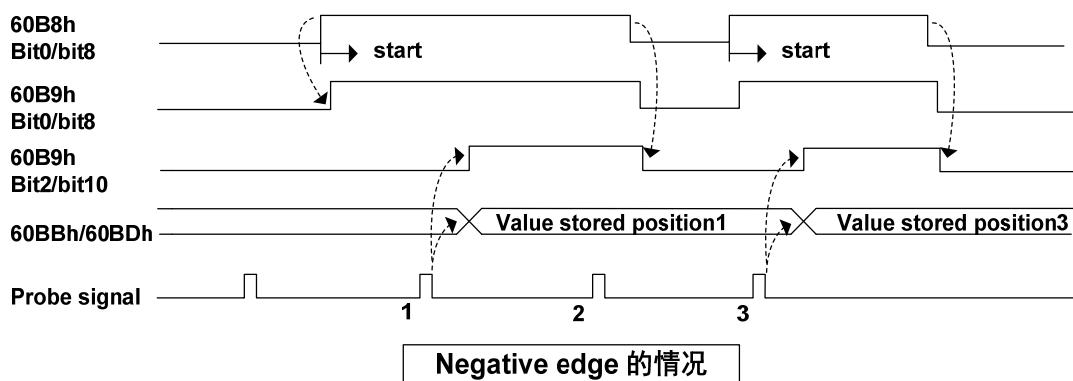 60B8h
Bit0/bit8
start
start
60B9h
Bit0/bit8
60B9h
Bit2/bit10
60BBh/60BDh
Value stored position1
Value stored position3
Probe signal
1
2
3
Negative edge 的情况